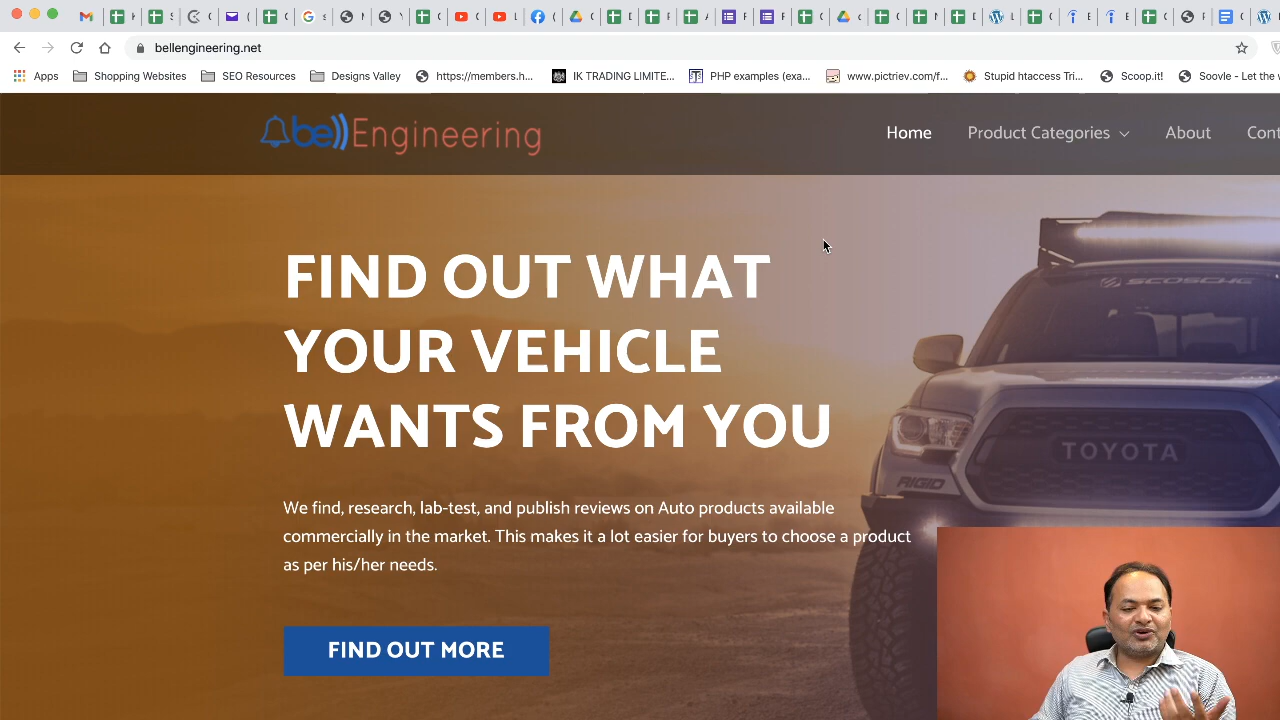 bellengineering.net
Apps
Shopping Websites
SEO Resources
Designs Valley
https://members.h...
IK TRADING LIMITE...
PHP examples (exa...
www.pictriev.com/f...
Stupid htaccess Tri...
Scoop.it!
Soovle - Let the
bell Engineering
Home
Product Categories
About
Cont
FIND OUT WHAT
YOUR VEHICLE
WANTS FROM YOU
We find, research, lab-test, and publish reviews on Auto products available
commercially in the market. This makes it a lot easier for buyers to choose a product
as per his/her needs.
FIND OUT MORE
SCOSCHE
TOYOTA
RIGID